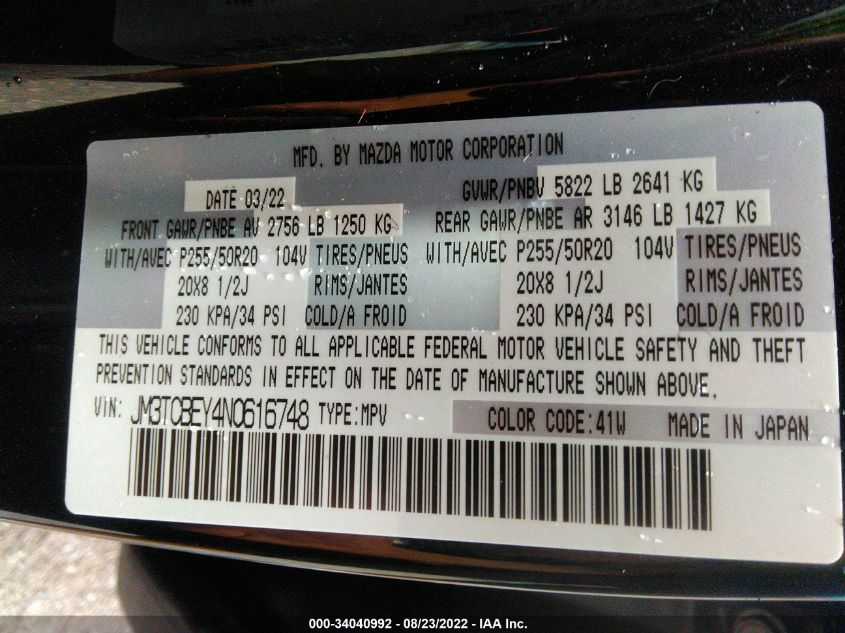 MFD. BY MAZDA MOTOR CORPORATION
DATE 03/22 GVWR/PNBV 5822 LB 2641 KG
FRONT GAWR/PNBE AV 2756 LB 1250 KG REAR GAWR/PNBE AR 3146 LB 1427 KG
WITH/AVEC P255/50R20 104V TIRES/PNEUS WITH/AVEC P255/50R20 104V TIRES/PNEUS
20X8 1/2J RIMS/JANTES 20X8 1/2J RIMS/JANTES
230 KPA/34 PSI COLD/A FROID 230 KPA/34 PSI COLD/A FROID
THIS VEHICLE CONFORMS TO ALL APPLICABLE FEDERAL MOTOR VEHICLE SAFETY AND THEFT
PREVENTION STANDARDS IN EFFECT ON THE DATE OF MANUFACTURE SHOWN ABOVE.
VIN: JM3TCBEY4N0616748 TYPE:MPV COLOR CODE:41W MADE IN JAPAN
000-34040992 - 08/23/2022 - IAA Inc.